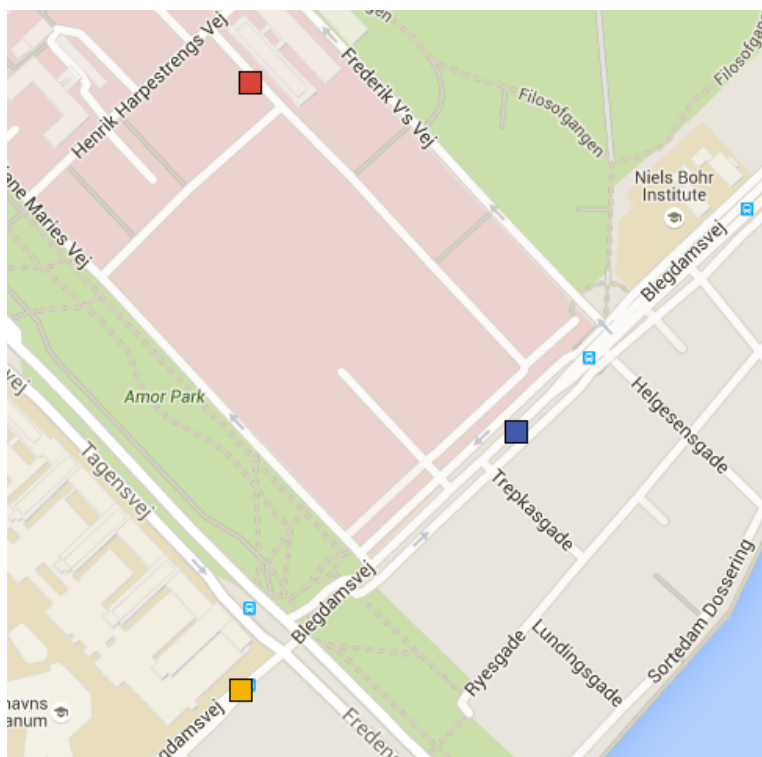 Henrik Harpestrengs Vej
Frederik V's Vej
Filosofgangen
Filosofgangen
Niels Bohr
Institute
Blegdamsvej
Amor Park
Helgesensgade
Tagensvej
Trepkasgade
Blegdamsvej
Sortedam Dossering
Lundingsgade
Ryesgade